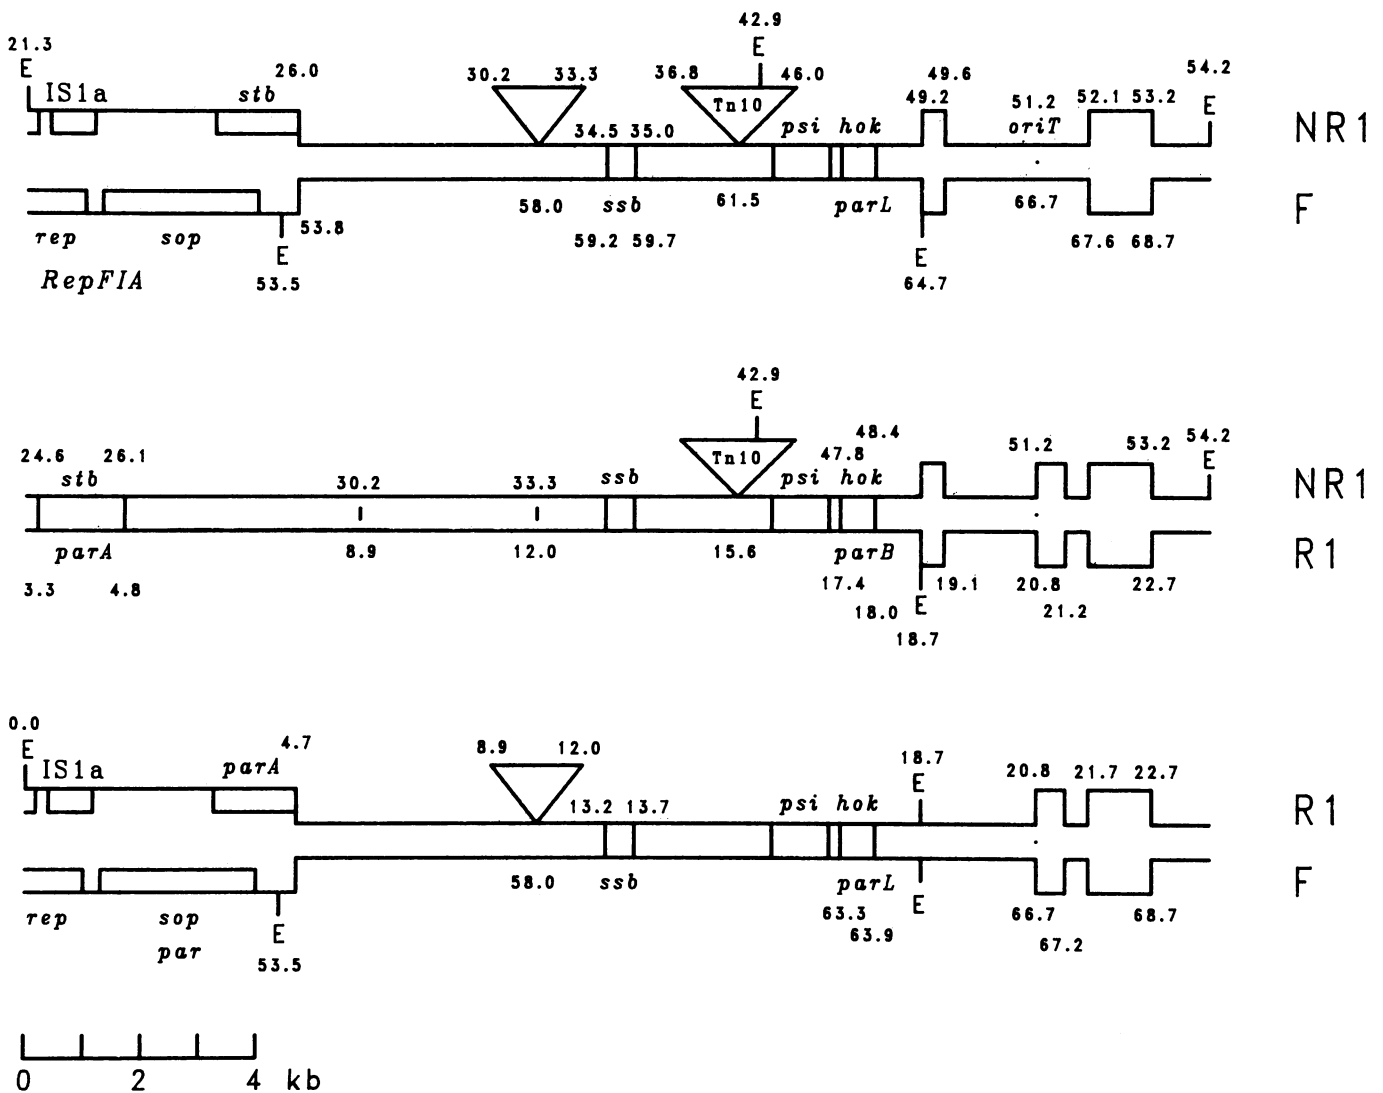 42.9
21.3 E
E 26.0 30.2 33.3 36.8 46.0 49.6 54.2
IS1a stb Tn10 49.2 51.2 52.1 53.2 E
34.5 35.0 psi hok oriT NR1
58.0 ssb 61.5 parL 66.7 F
rep sop 53.8 59.2 59.7 67.6 68.7
E E
RepFIA 53.5 64.7
42.9
E
48.4
24.6 26.1 47.8 51.2 53.2 54.2
stb 30.2 33.3 ssb Tn10 psi hok E
NR1
parA 8.9 12.0 15.6 parB R1
3.3 4.8 17.4 19.1 20.8 22.7
18.0 E 21.2
18.7
0.0
E 4.7 8.9 12.0 18.7
IS1a parA E 20.8 21.7 22.7
13.2 13.7 psi hok R1
58.0 ssb parL F
rep sop 63.3 E 66.7 68.7
par E 63.9 67.2
53.5
0 2 4 kb